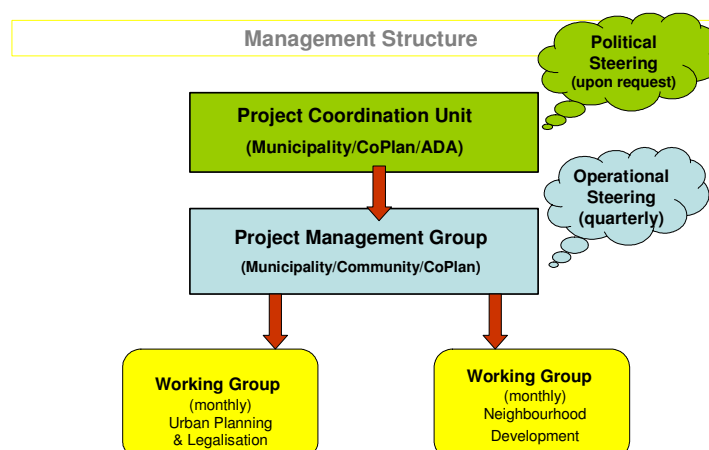 Management Structure
Political
Steering
(upon request)
Project Coordination Unit
(Municipality/CoPlan/ADA)
Operational
Steering
(quarterly)
Project Management Group
(Municipality/Community/CoPlan)
Working Group
(monthly)
Urban Planning
& Legalisation
Working Group
(monthly)
Neighbourhood
Development